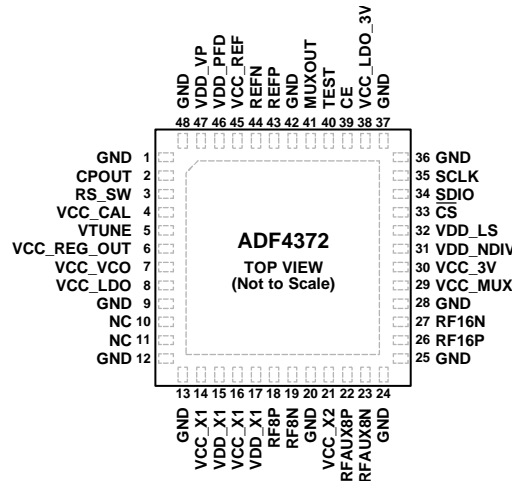 48 GND
47 VDD_VP
46 VDD_PFD
45 VCC_REF
44 REFN
43 REFP
42 GND
41 MUXOUT
40 TEST
39 CE
38 VCC_LDO_3V
37 GND
GND 1
CPOUT 2
RS_SW 3
VCC_CAL 4
VTUNE 5
VCC_REG_OUT 6
VCC_VCO 7
VCC_LDO 8
GND 9
NC 10
NC 11
GND 12
ADF4372
TOP VIEW
(Not to Scale)
36 GND
35 SCLK
34 SDIO
33 CS
32 VDD_LS
31 VDD_NDIV
30 VCC_3V
29 VCC_MUX
28 GND
27 RF16N
26 RF16P
25 GND
13 GND
14 VCC_X1
15 VDD_X1
16 VCC_X1
17 VDD_X1
18 RF8P
19 RF8N
20 GND
21 VCC_X2
22 RFAUX8P
23 RFAUX8N
24 GND